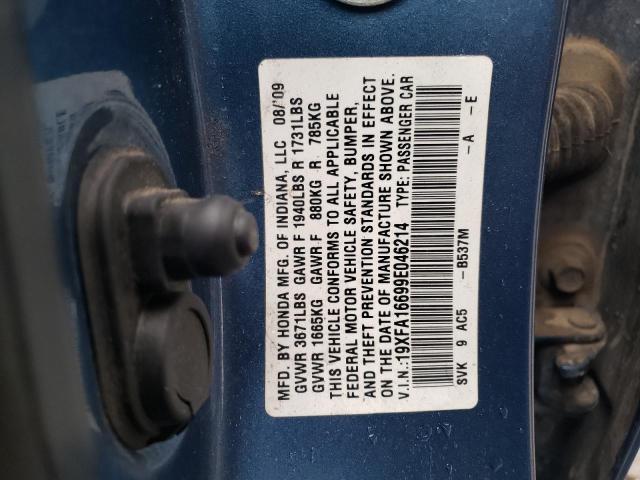 MFD. BY HONDA MFG. OF INDIANA, LLC 08/'09
GVWR 3671LBS GAWR F 1940LBS R 1731LBS
GVWR 1665KG GAWR F 880KG R 785KG
THIS VEHICLE CONFORMS TO ALL APPLICABLE
FEDERAL MOTOR VEHICLE SAFETY, BUMPER,
AND THEFT PREVENTION STANDARDS IN EFFECT
ON THE DATE OF MANUFACTURE SHOWN ABOVE.
V.I.N.:19XFA16699E046214 TYPE: PASSENGER CAR
SVK 9 AC5 -B537M -A -E